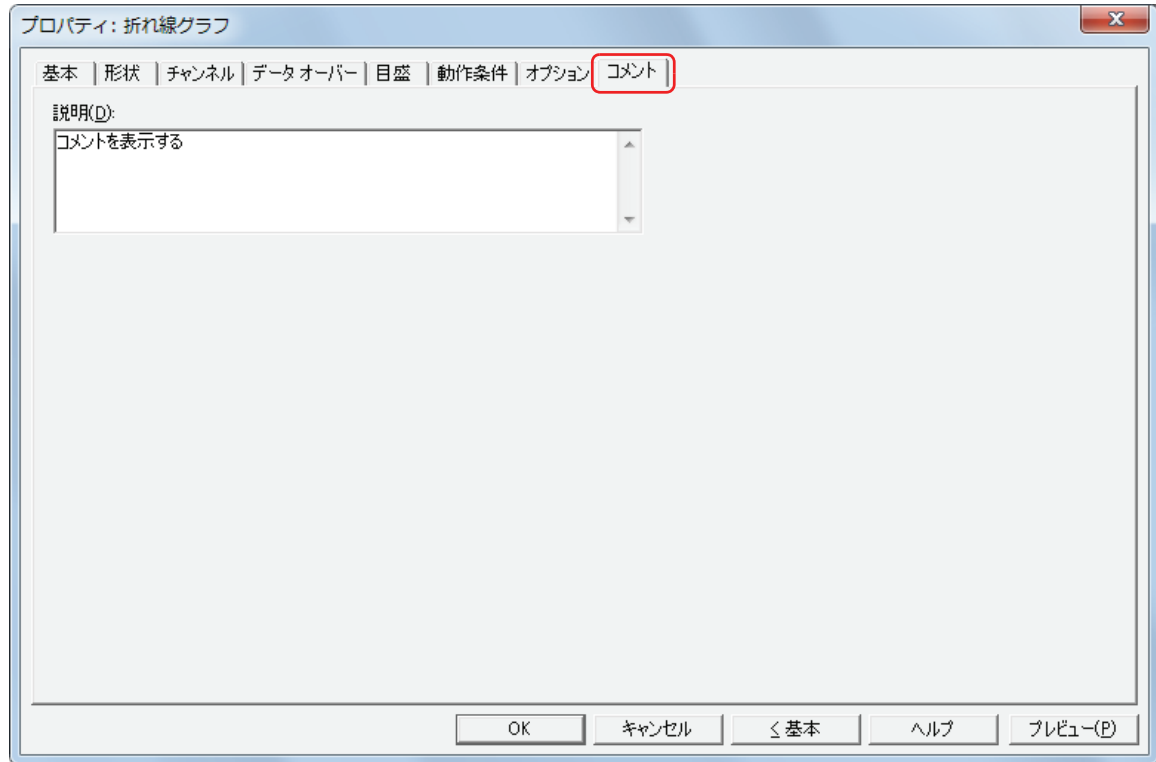 プロパティ: 折れ線グラフ
基本 形状 チャンネル データ オーバー 目盛 動作条件 オプション コメント
説明(D):
コメントを表示する
OK キャンセル < 基本 ヘルプ プレビュー(P)